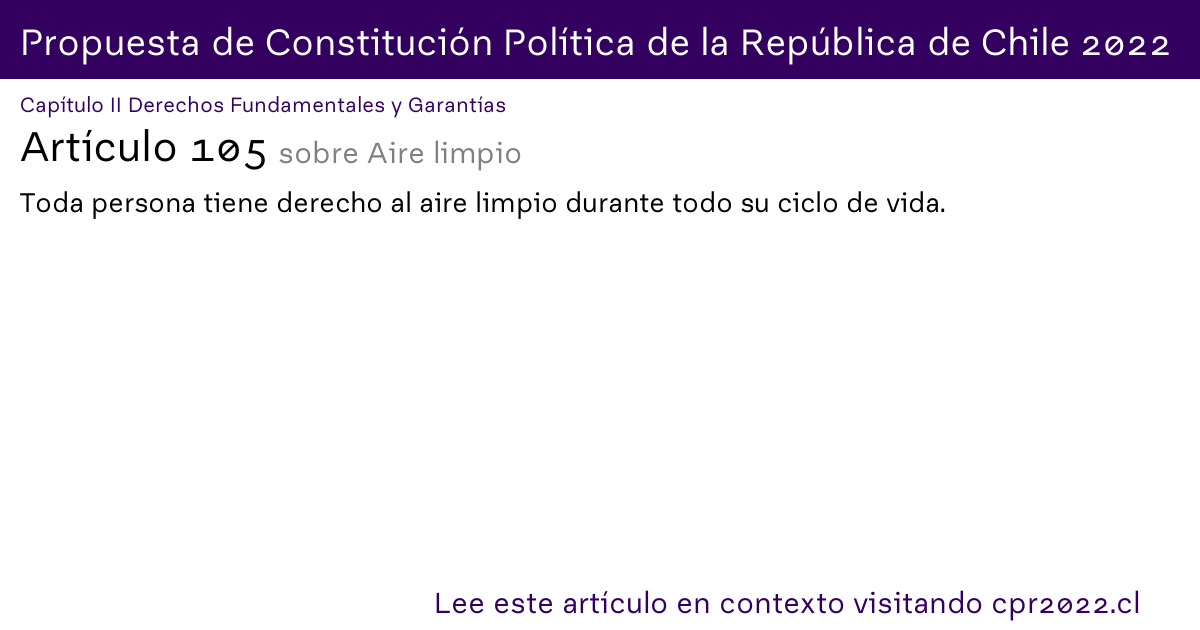 Propuesta de Constitución Política de la República de Chile 2022
Capítulo II Derechos Fundamentales y Garantías
Artículo 105 sobre Aire limpio
Toda persona tiene derecho al aire limpio durante todo su ciclo de vida.
Lee este artículo en contexto visitando cpr2022.cl